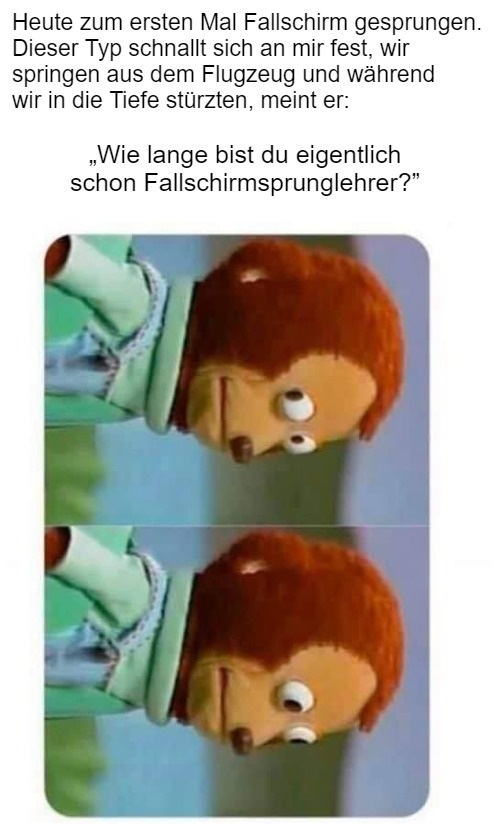 Heute zum ersten Mal Fallschirm gesprungen.
Dieser Typ schnallt sich an mir fest, wir
springen aus dem Flugzeug und während
wir in die Tiefe stürzten, meint er:
„Wie lange bist du eigentlich
schon Fallschirmsprunglehrer?”